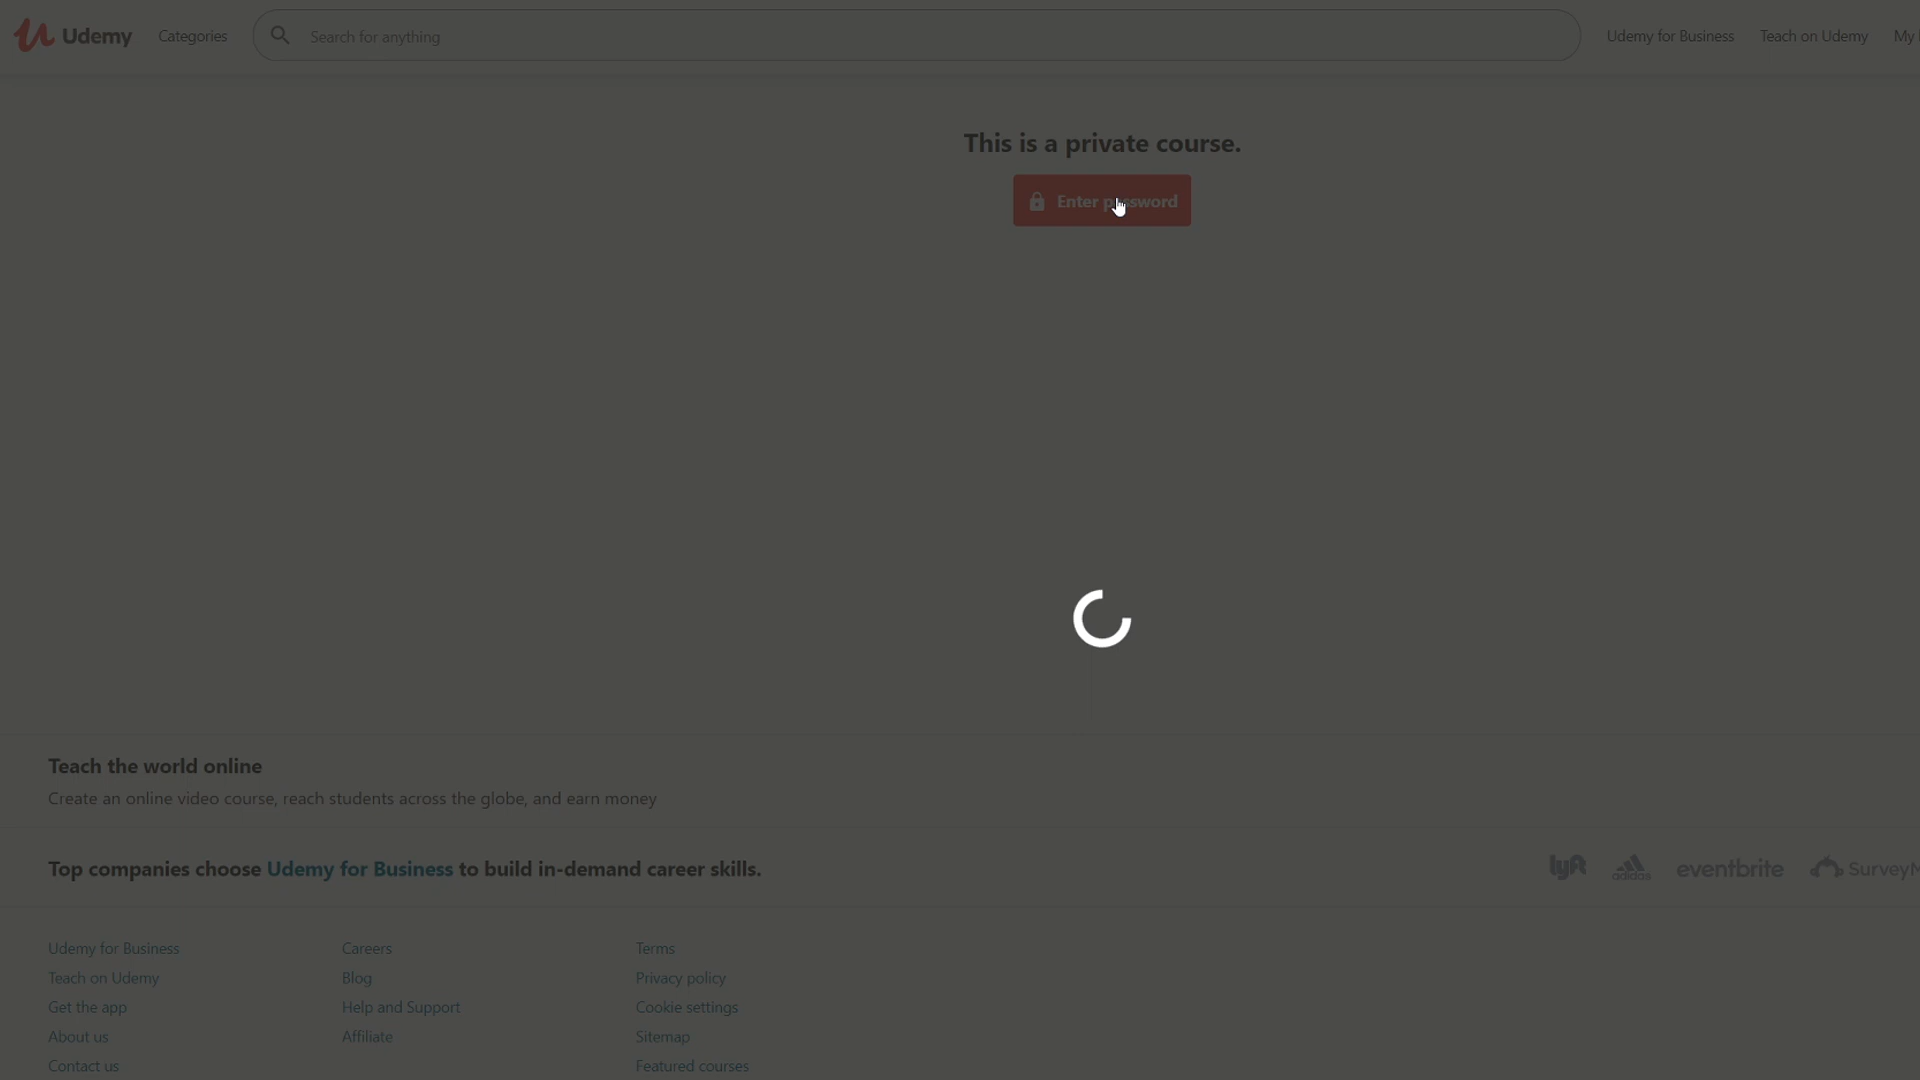 Udemy
Categories
Search for anything
Udemy for Business
Teach on Udemy
My
This is a private course.
Enter password
Teach the world online
Create an online video course, reach students across the globe, and earn money
Top companies choose Udemy for Business to build in-demand career skills.
lyft
adidas
eventbrite
SurveyM
Udemy for Business
Careers
Terms
Teach on Udemy
Blog
Privacy policy
Get the app
Help and Support
Cookie settings
About us
Affiliate
Sitemap
Contact us
Featured courses